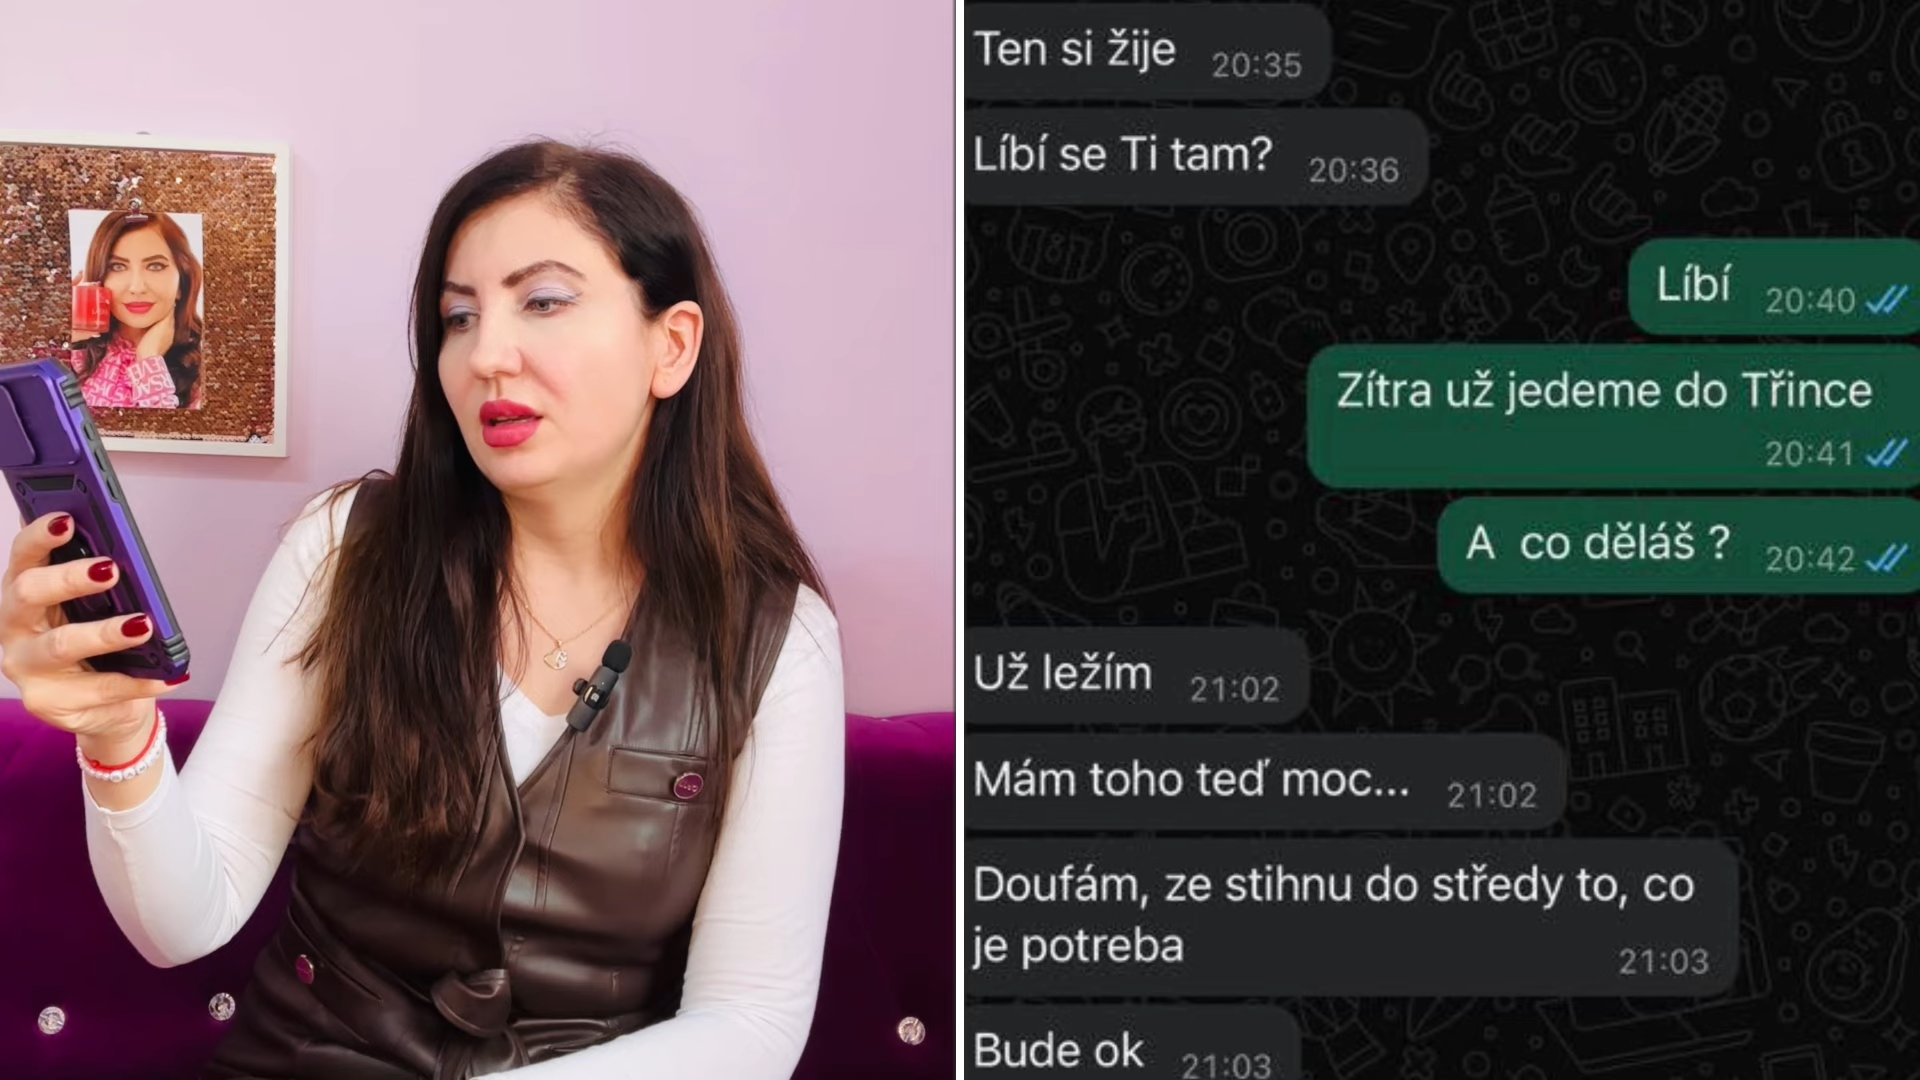 Ten si žije 20:35
Líbí se Ti tam? 20:36
Líbí 20:40
Zítra už jedeme do Třince
20:41
A co děláš ? 20:42
Už ležím 21:02
Mám toho teď moc... 21:02
Doufám, ze stihnu do středy to, co
je potreba 21:03
Bude ok 21:03